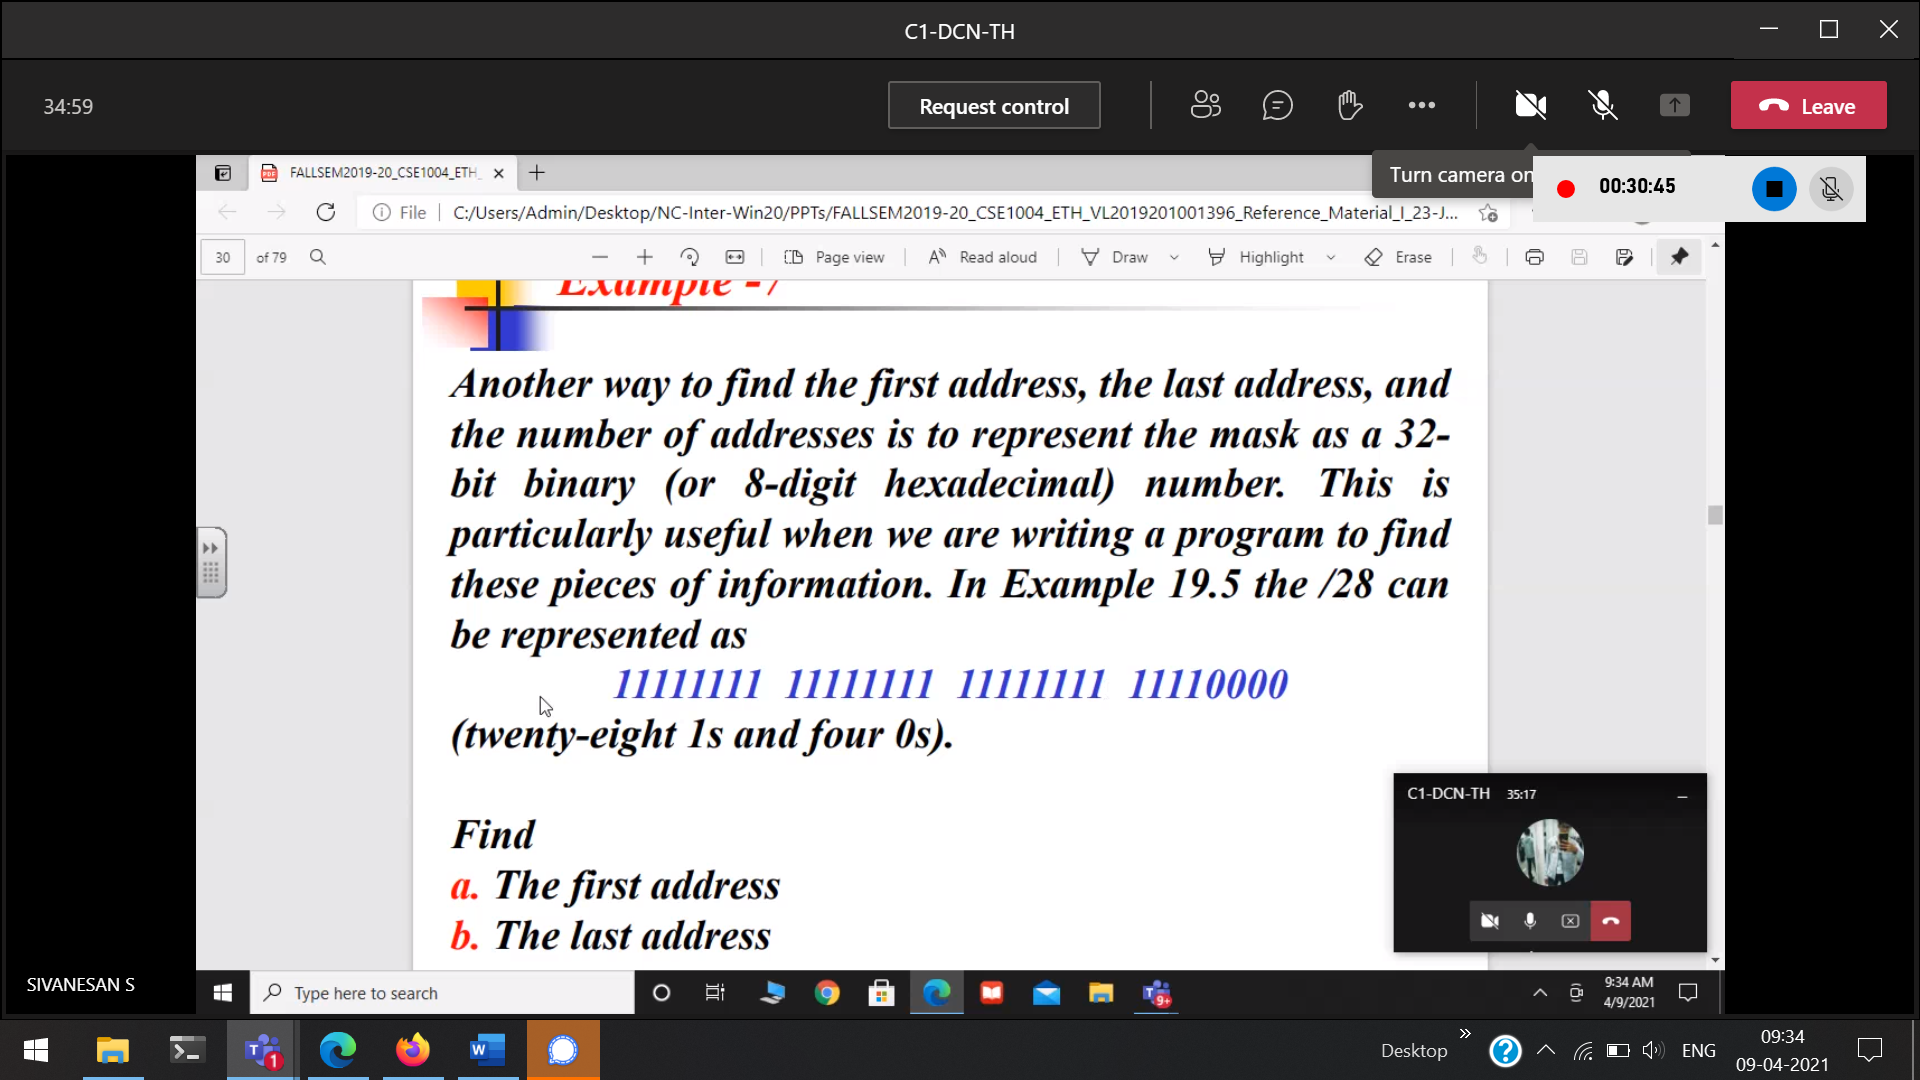 C1-DCN-TH
34:59
Request control
Leave
Turn camera on
00:30:45
FALLSEM2019-20_CSE1004_ETH_
File
C:/Users/Admin/Desktop/NC-Inter-Win20/PPTs/FALLSEM2019-20_CSE1004_ETH_VL2019201001396_Reference_Material_I_23-J...
30 of 79
Page view
Read aloud
Draw
Highlight
Erase
Example -7
Another way to find the first address, the last address, and
the number of addresses is to represent the mask as a 32-
bit binary (or 8-digit hexadecimal) number. This is
particularly useful when we are writing a program to find
these pieces of information. In Example 19.5 the /28 can
be represented as
11111111 11111111 11111111 11110000
(twenty-eight 1s and four 0s).
Find
a. The first address
b. The last address
C1-DCN-TH 35:17
SIVANESAN S
Type here to search
9+
9:34 AM
4/9/2021
1
Desktop
ENG
09:34
09-04-2021